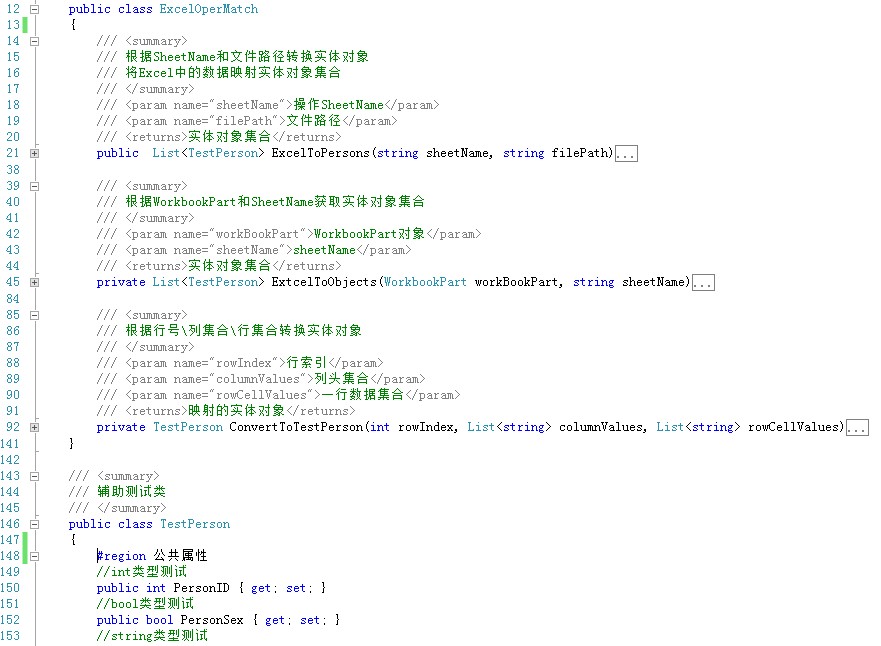 12 public class ExcelOperMatch
13 {
14 /// <summary>
15 /// 根据SheetName和文件路径转换实体对象
16 /// 将Excel中的数据映射实体对象集合
17 /// </summary>
18 /// <param name="sheetName">操作SheetName</param>
19 /// <param name="filePath">文件路径</param>
20 /// <returns>实体对象集合</returns>
21 public  List<TestPerson> ExcelToPersons(string sheetName, string filePath)...
38
39 /// <summary>
40 /// 根据WorkbookPart和SheetName获取实体对象集合
41 /// </summary>
42 /// <param name="workBookPart">WorkbookPart对象</param>
43 /// <param name="sheetName">sheetName</param>
44 /// <returns>实体对象集合</returns>
45 private List<TestPerson> ExtcelToObjects(WorkbookPart workBookPart, string sheetName)...
84
85 /// <summary>
86 /// 根据行号\列集合\行集合转换实体对象
87 /// </summary>
88 /// <param name="rowIndex">行索引</param>
89 /// <param name="columnValues">列头集合</param>
90 /// <param name="rowCellValues">一行数据集合</param>
91 /// <returns>映射的实体对象</returns>
92 private TestPerson ConvertToTestPerson(int rowIndex, List<string> columnValues, List<string> rowCellValues)...
141 }
142
143 /// <summary>
144 /// 辅助测试类
145 /// </summary>
146 public class TestPerson
147 {
148 #region 公共属性
149 //int类型测试
150 public int PersonID { get; set; }
151 //bool类型测试
152 public bool PersonSex { get; set; }
153 //string类型测试